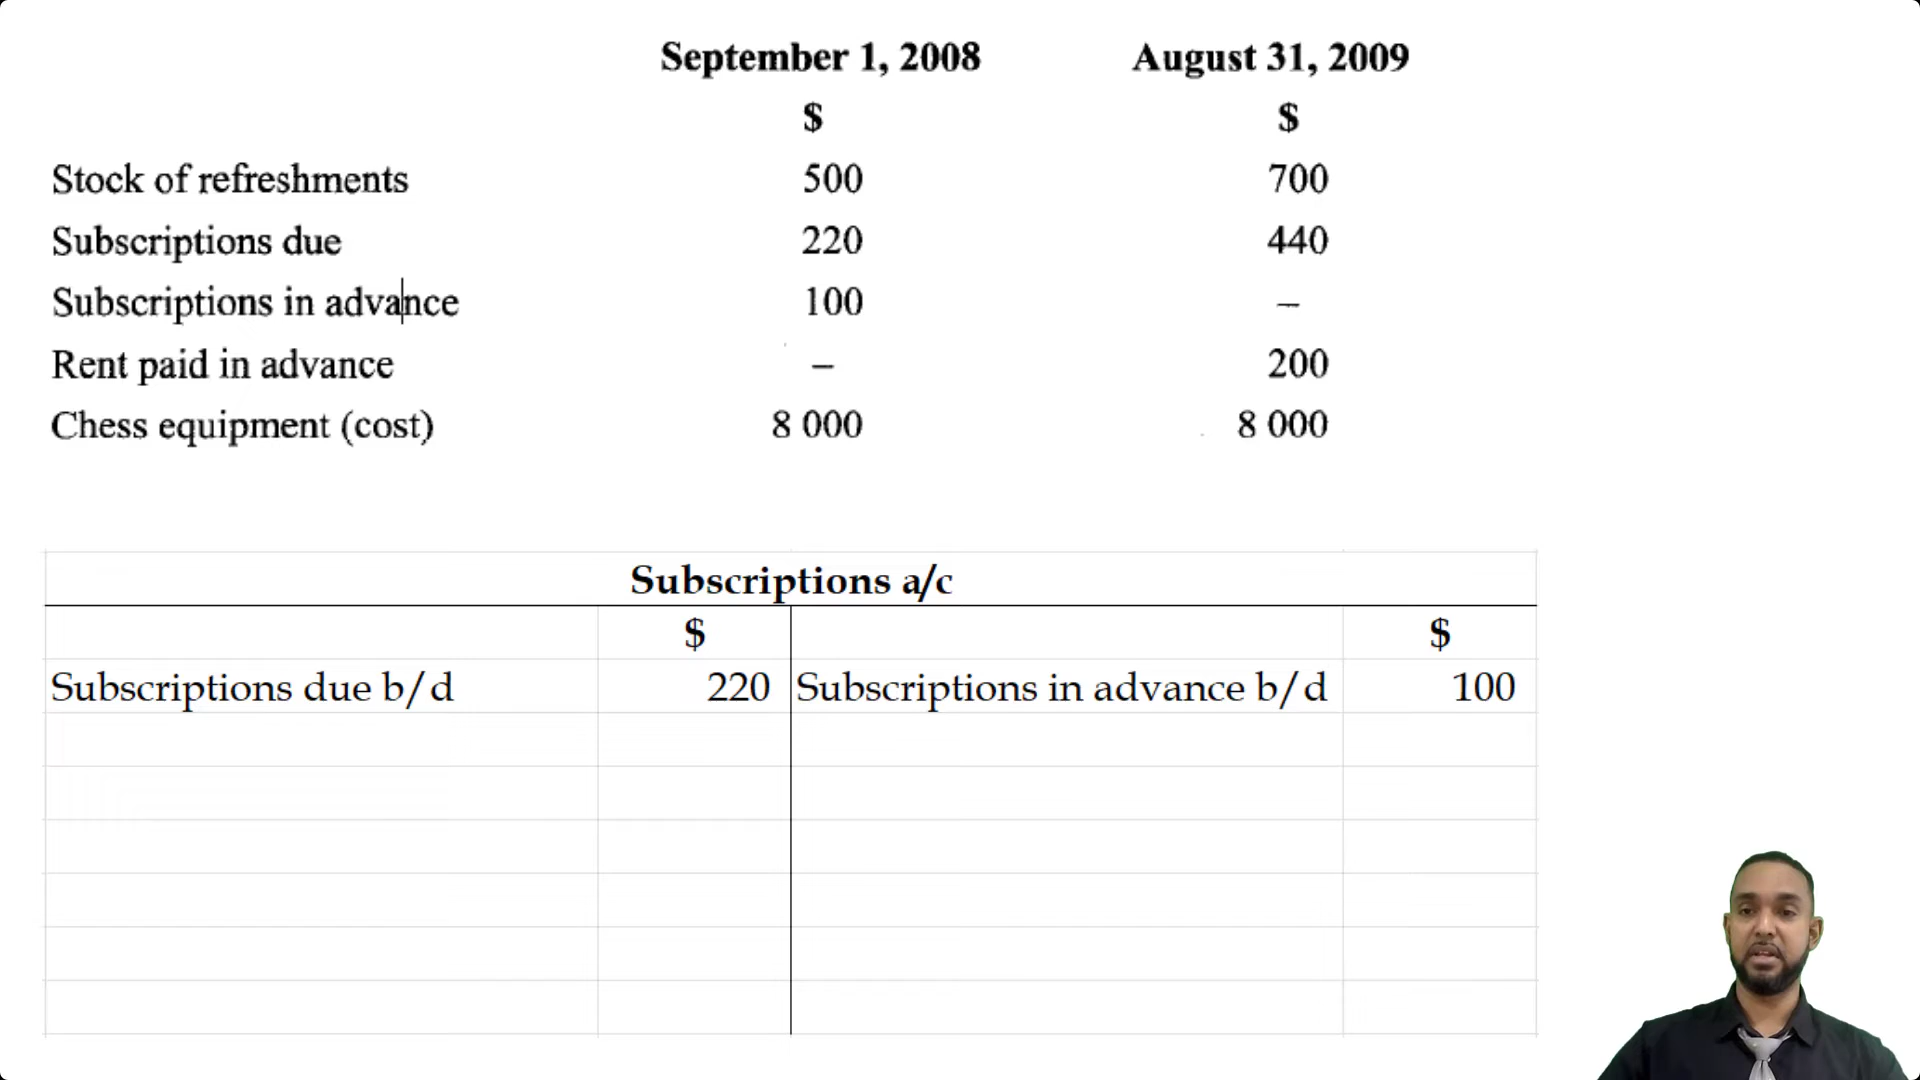 September 1, 2008 August 31, 2009
$ $
Stock of refreshments 500 700
Subscriptions due 220 440
Subscriptions in advance 100 –
Rent paid in advance – 200
Chess equipment (cost) 8 000 8 000
Subscriptions a/c
$ $
Subscriptions due b/d 220 Subscriptions in advance b/d 100